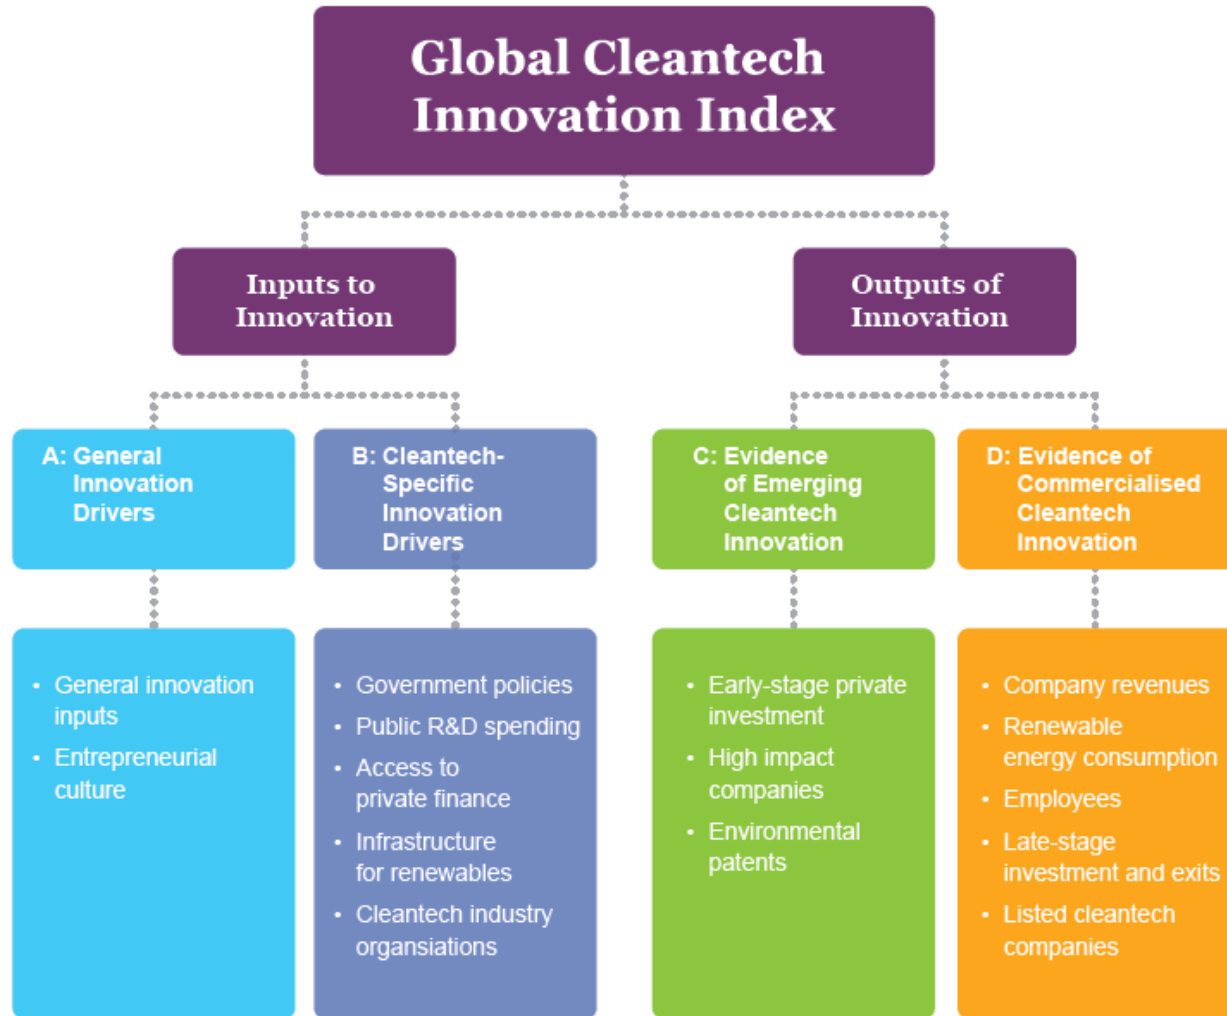 Global Cleantech
Innovation Index
Inputs to
Innovation
Outputs of
Innovation
A: General
Innovation
Drivers
B: Cleantech-
Specific
Innovation
Drivers
C: Evidence
of Emerging
Cleantech
Innovation
D: Evidence of
Commercialised
Cleantech
Innovation
• General innovation
inputs
• Entrepreneurial
culture
• Government policies
• Public R&D spending
• Access to
private finance
• Infrastructure
for renewables
• Cleantech industry
organsiations
• Early-stage private
investment
• High impact
companies
• Environmental
patents
• Company revenues
• Renewable
energy consumption
• Employees
• Late-stage
investment and exits
• Listed cleantech
companies